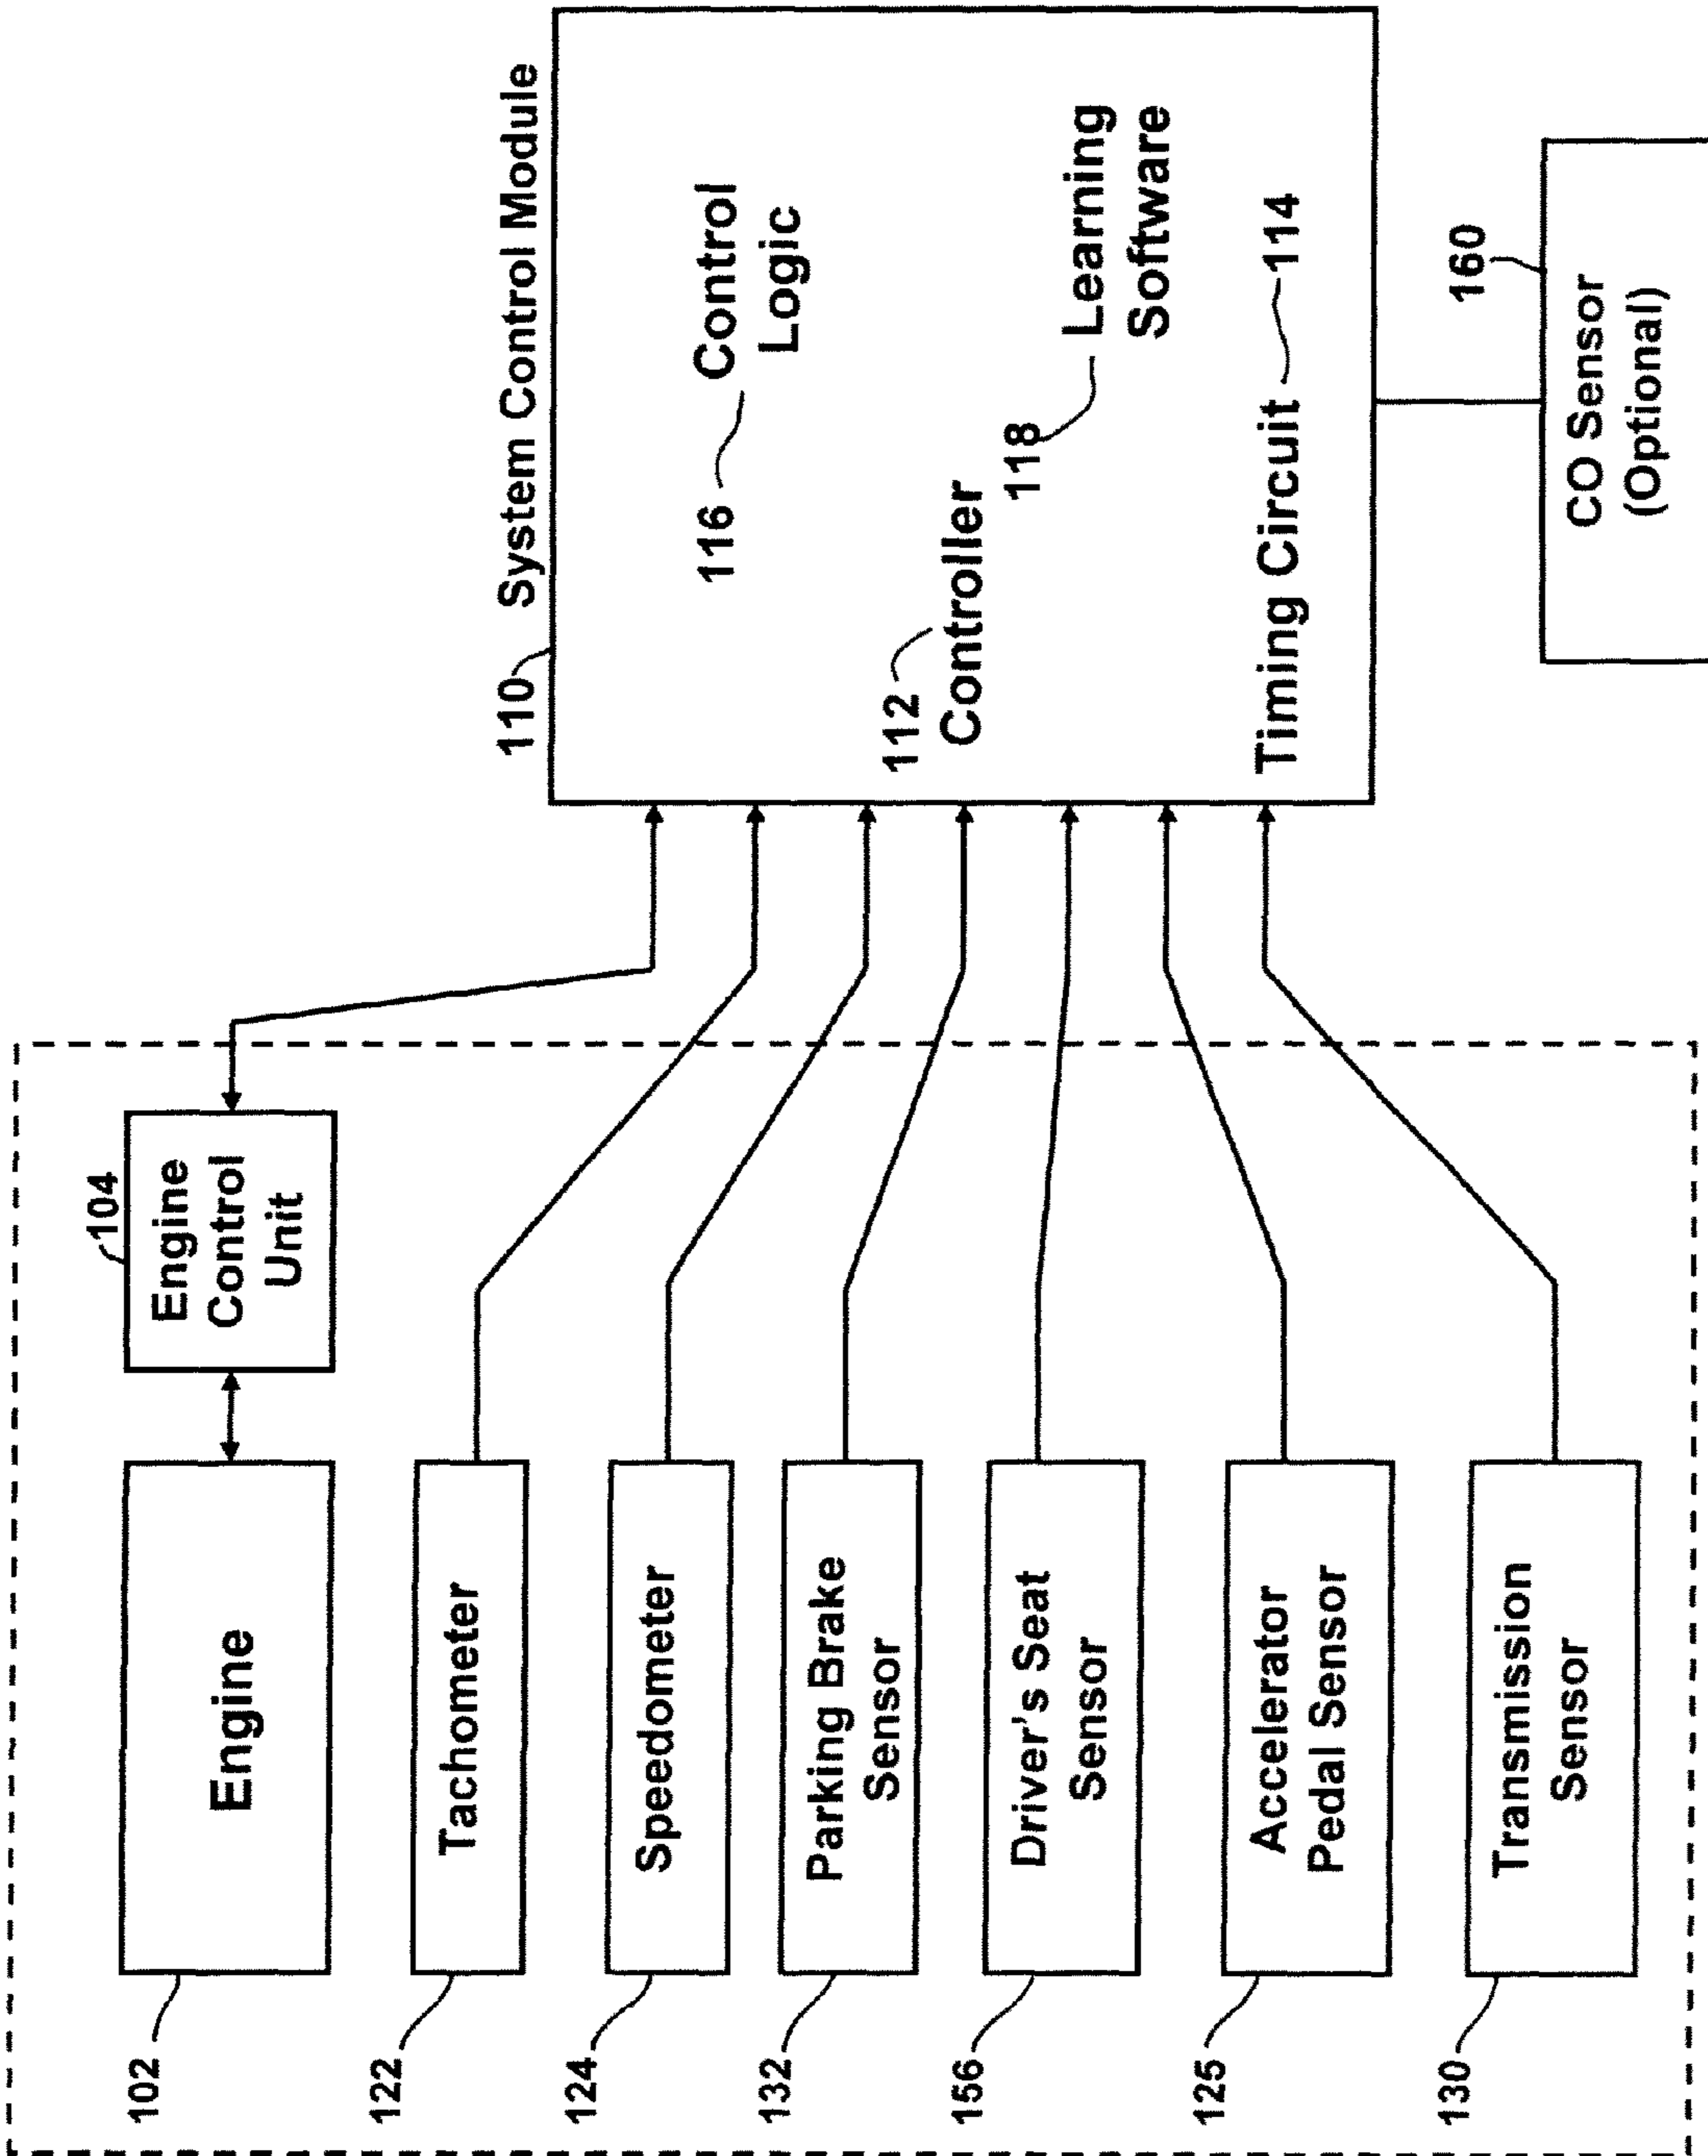 102
Engine
104
Engine
Control
Unit
122
Tachometer
124
Speedometer
132
Parking Brake
Sensor
156
Driver's Seat
Sensor
125
Accelerator
Pedal Sensor
130
Transmission
Sensor
110 System Control Module
116 Control
Logic
112
Controller
118 Learning
Software
Timing Circuit 114
160
CO Sensor
(Optional)